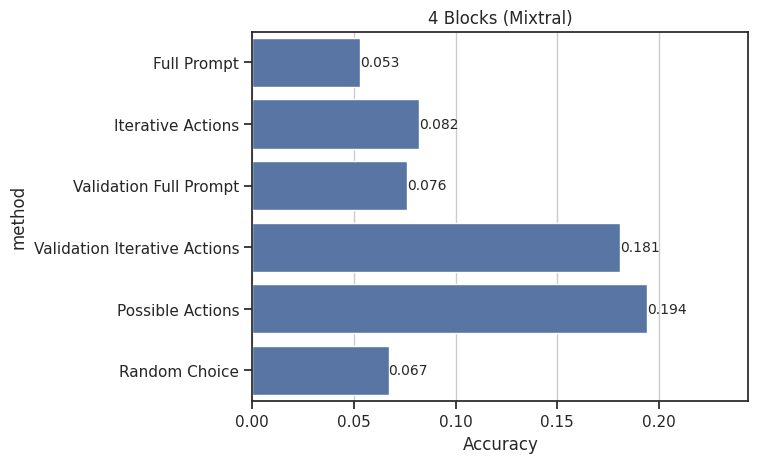 4 Blocks (Mixtral)
method
Full Prompt
0.053
Iterative Actions
0.082
Validation Full Prompt
0.076
Validation Iterative Actions
0.181
Possible Actions
0.194
Random Choice
0.067
0.00 0.05 0.10 0.15 0.20
Accuracy